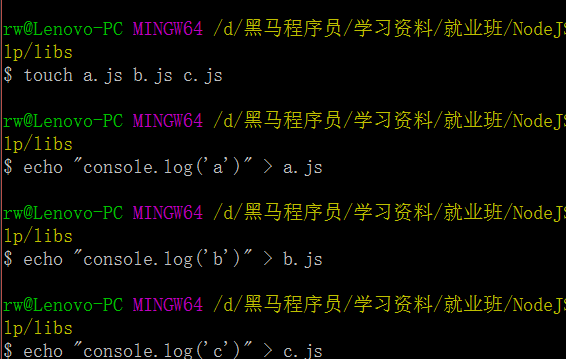 rw@Lenovo-PC MINGW64 /d/黑马程序员/学习资料/就业班/NodeJS
lp/libs
$ touch a.js b.js c.js
rw@Lenovo-PC MINGW64 /d/黑马程序员/学习资料/就业班/NodeJS
lp/libs
$ echo "console.log('a')" > a.js
rw@Lenovo-PC MINGW64 /d/黑马程序员/学习资料/就业班/NodeJS
lp/libs
$ echo "console.log('b')" > b.js
rw@Lenovo-PC MINGW64 /d/黑马程序员/学习资料/就业班/NodeJS
lp/libs
$ echo "console.log('c')" > c.js